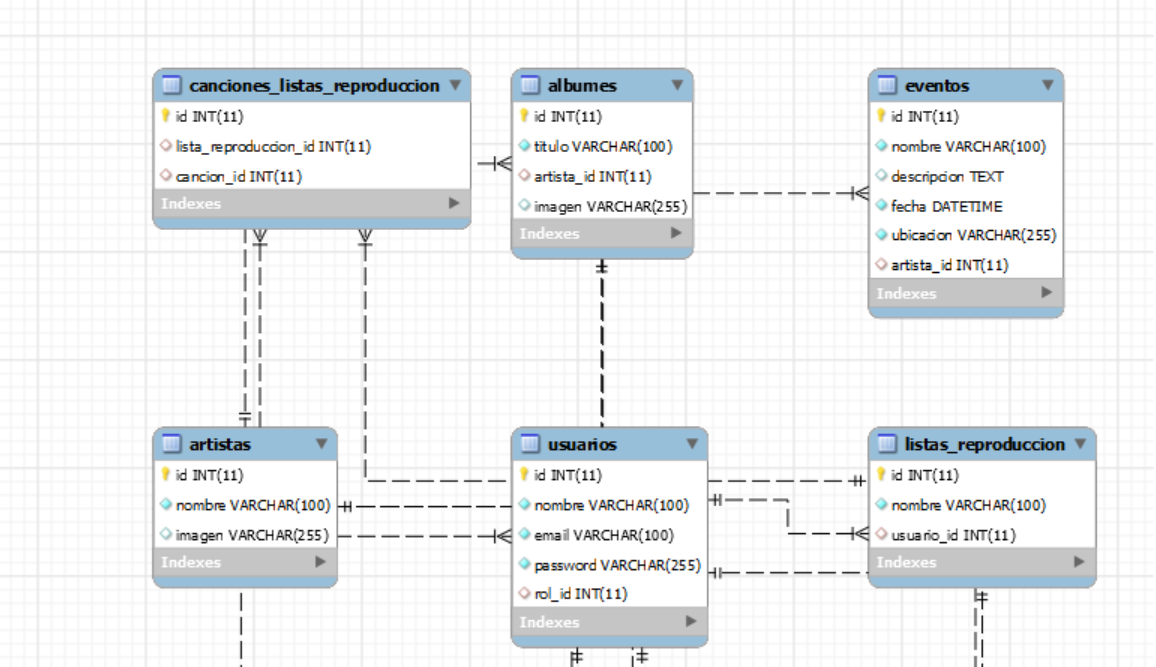 canciones_listas_reproduccion
id INT(11)
lista_reproduccion_id INT(11)
cancion_id INT(11)
Indexes
albumes
id INT(11)
titulo VARCHAR(100)
artista_id INT(11)
imagen VARCHAR(255)
Indexes
eventos
id INT(11)
nombre VARCHAR(100)
descripcion TEXT
fecha DATETIME
ubicacion VARCHAR(255)
artista_id INT(11)
Indexes
artistas
id INT(11)
nombre VARCHAR(100)
imagen VARCHAR(255)
Indexes
usuarios
id INT(11)
nombre VARCHAR(100)
email VARCHAR(100)
password VARCHAR(255)
rol_id INT(11)
Indexes
listas_reproduccion
id INT(11)
nombre VARCHAR(100)
usuario_id INT(11)
Indexes